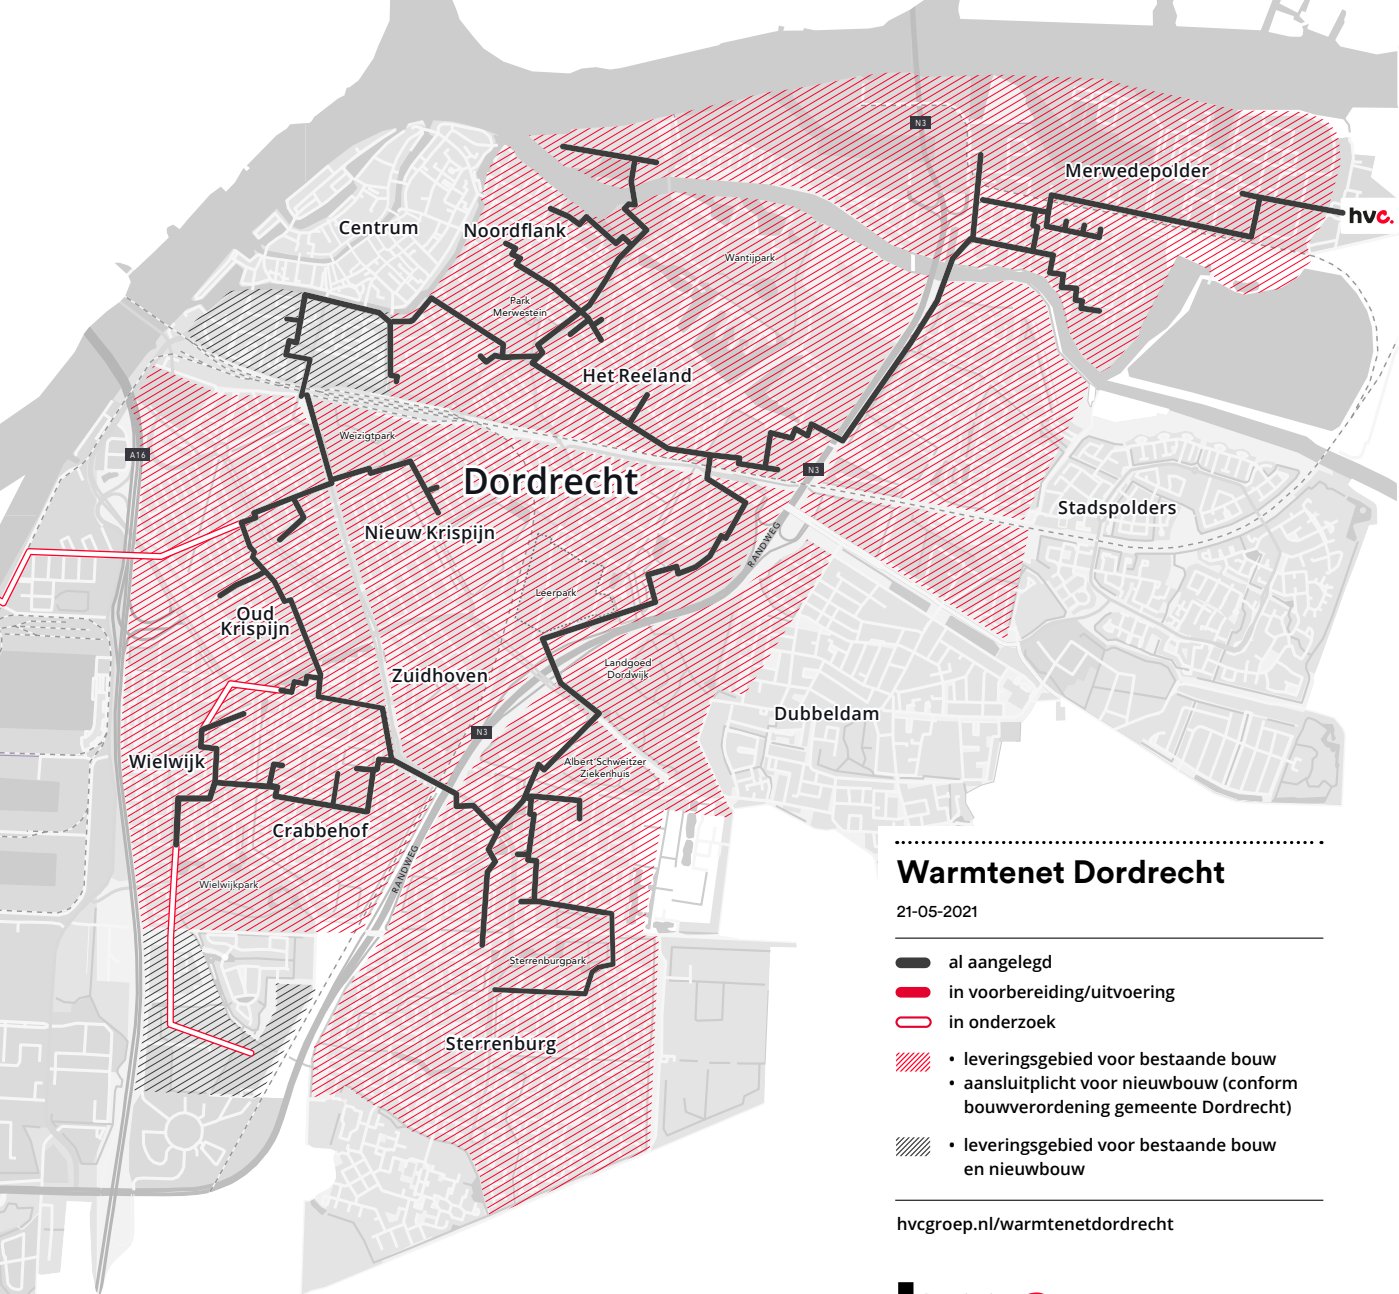 N3
Merwedepolder
hvc.
Centrum
Noordflank
Wantijpark
Park
Merwestein
Het Reeland
Weizigtpark
A16
Dordrecht
N3
Stadspolders
Nieuw Krispijn
RANDWEG
Leerpark
Oud
Krispijn
Landgoed
Dordwijk
Zuidhoven
Dubbeldam
N3
Wielwijk
Albert Schweitzer
Ziekenhuis
Crabbehof
RANDWEG
Wielwijkpark
Sterrenburgpark
Sterrenburg
Warmtenet Dordrecht
21-05-2021
al aangelegd
in voorbereiding/uitvoering
in onderzoek
• leveringsgebied voor bestaande bouw
• aansluitplicht voor nieuwbouw (conform
bouwverordening gemeente Dordrecht)
• leveringsgebied voor bestaande bouw
en nieuwbouw
hvcgroep.nl/warmtenetdordrecht